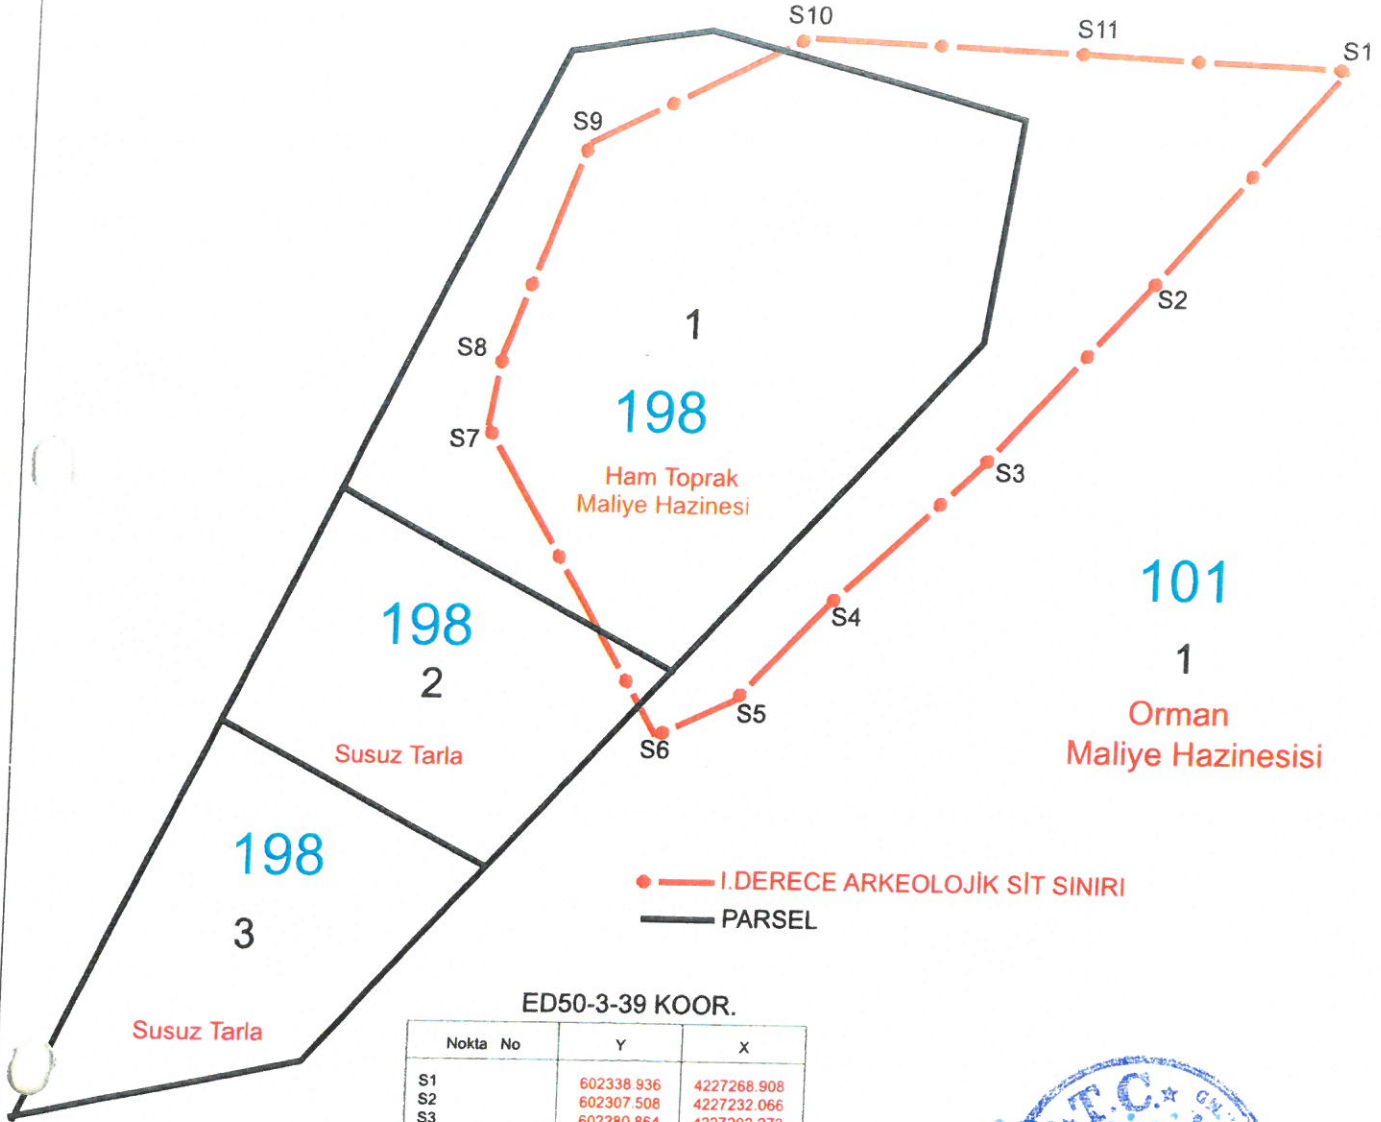 S10
S11
S1
S9
S2
1
S8
198
S7
Ham Toprak
Maliye Hazinesi
S3
101
198
S4
1
2
S5
Orman
S6
Maliye Hazinesisi
Susuz Tarla
198
I.DERECE ARKEOLOJİK SİT SINIRI
PARSEL
3
ED50-3-39 KOOR.
Susuz Tarla
Nokta No Y X
S1 602338.936 4227268.908
S2 602307.508 4227232.066
S3
T.C.